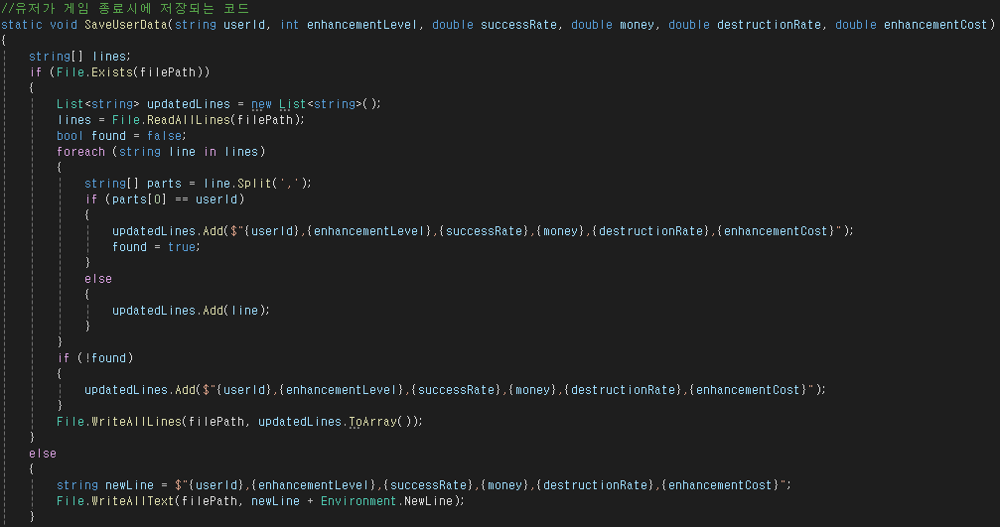 //유저가 게임 종료시에 저장되는 코드
static void SaveUserData(string userId, int enhancementLevel, double successRate, double money, double destructionRate, double enhancementCost)
{
    string[] lines;
    if (File.Exists(filePath))
    {
        List<string> updatedLines = new List<string>();
        lines = File.ReadAllLines(filePath);
        bool found = false;
        foreach (string line in lines)
        {
            string[] parts = line.Split(',');
            if (parts[0] == userId)
            {
                updatedLines.Add($"{userId},{enhancementLevel},{successRate},{money},{destructionRate},{enhancementCost}");
                found = true;
            }
            else
            {
                updatedLines.Add(line);
            }
        }
        if (!found)
        {
            updatedLines.Add($"{userId},{enhancementLevel},{successRate},{money},{destructionRate},{enhancementCost}");
        }
        File.WriteAllLines(filePath, updatedLines.ToArray());
    }
    else
    {
        string newLine = $"{userId},{enhancementLevel},{successRate},{money},{destructionRate},{enhancementCost}";
        File.WriteAllText(filePath, newLine + Environment.NewLine);
    }